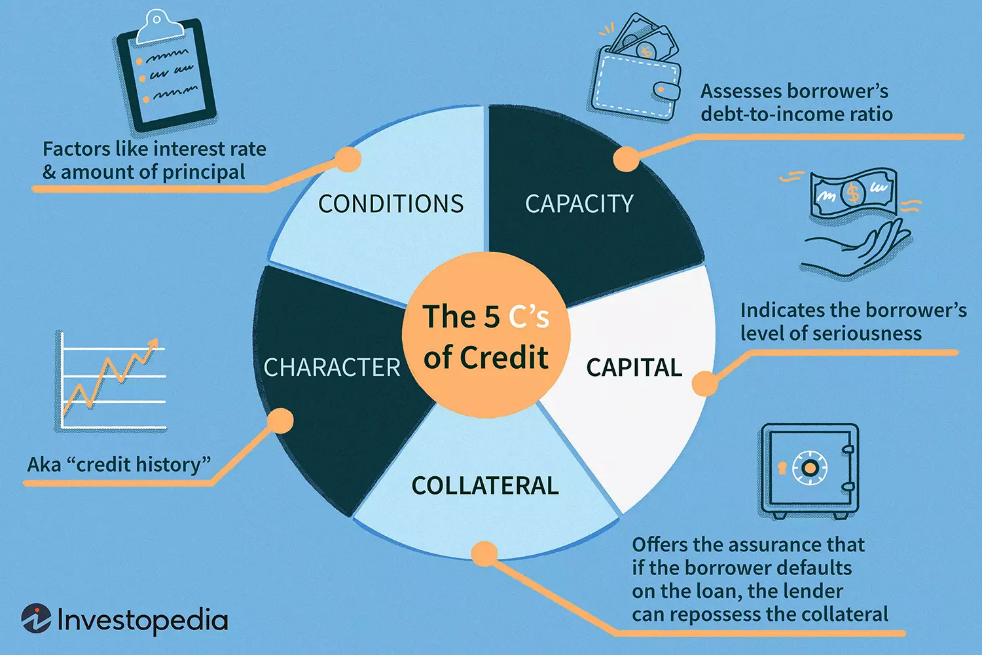 Factors like interest rate
& amount of principal
CONDITIONS
Assesses borrower's
debt-to-income ratio
CAPACITY
Indicates the borrower's
level of seriousness
CAPITAL
The 5 C's
of Credit
CHARACTER
Aka “credit history”
COLLATERAL
Offers the assurance that
if the borrower defaults
on the loan, the lender
can repossess the collateral
Investopedia